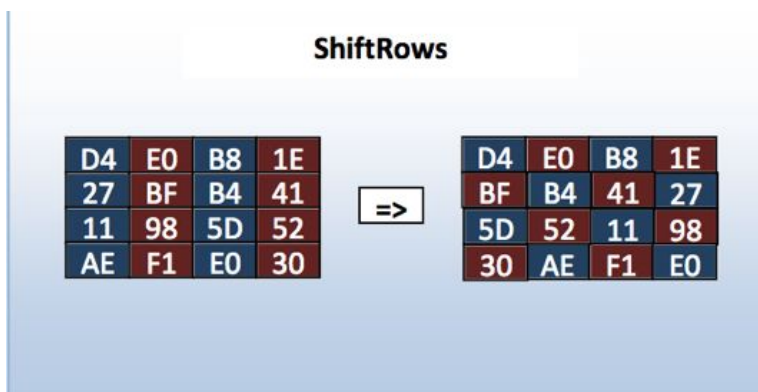 ShiftRows
D4 E0 B8 1E
27 BF B4 41
11 98 5D 52
AE F1 E0 30
=>
D4 E0 B8 1E
BF B4 41 27
5D 52 11 98
30 AE F1 E0